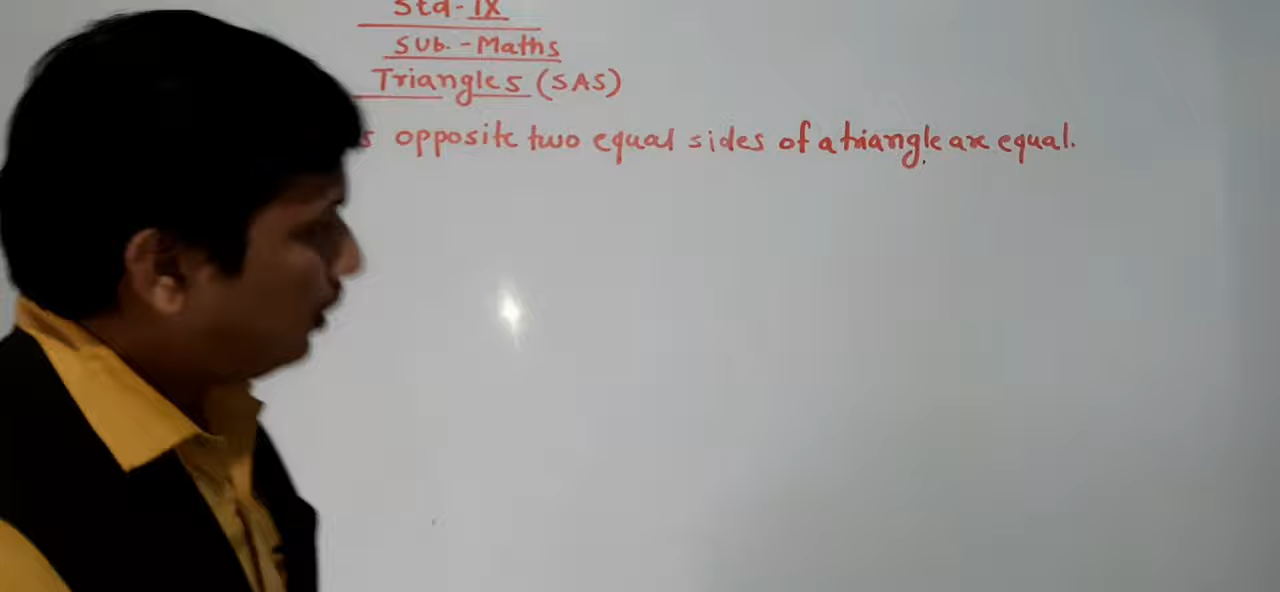 Std-IX
Sub.-Maths
Triangles (SAS)
opposite two equal sides of a triangle are equal.